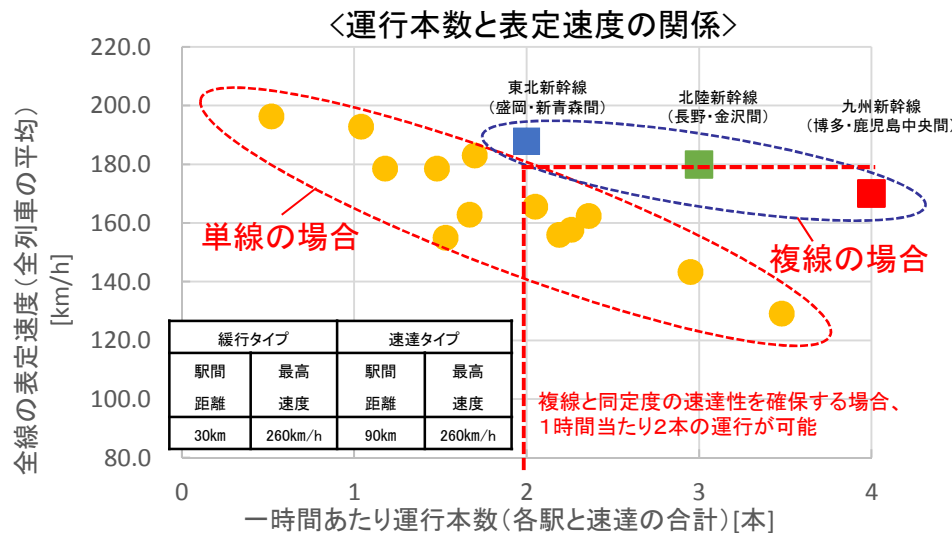 <運行本数と表定速度の関係>
全線の表定速度(全列車の平均)
[km/h]
220.0
200.0
180.0
160.0
140.0
120.0
100.0
80.0
東北新幹線
(盛岡・新青森間)
北陸新幹線
(長野・金沢間)
九州新幹線
(博多・鹿児島中央間)
単線の場合
複線の場合
緩行タイプ 速達タイプ
駅間 最高 駅間 最高
距離 速度 距離 速度
30km 260km/h 90km 260km/h
複線と同定度の速達性を確保する場合、
1時間当たり2本の運行が可能
0 1 2 3 4
一時間あたり運行本数(各駅と速達の合計)[本]